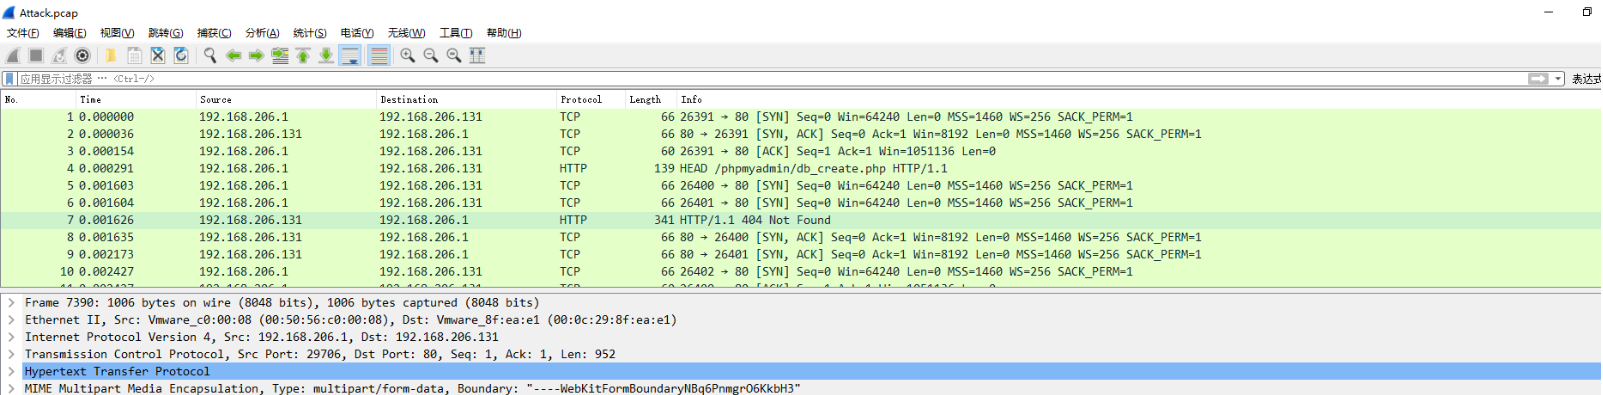 Attack.pcap
文件(F) 编辑(E) 视图(V) 跳转(G) 捕获(C) 分析(A) 统计(S) 电话(Y) 无线(W) 工具(T) 帮助(H)
应用显示过滤器 … <Ctrl-/> 表达式
No. Time Source Destination Protocol Length Info
1 0.000000 192.168.206.1 192.168.206.131 TCP 66 26391 → 80 [SYN] Seq=0 Win=64240 Len=0 MSS=1460 WS=256 SACK_PERM=1
2 0.000036 192.168.206.131 192.168.206.1 TCP 66 80 → 26391 [SYN, ACK] Seq=0 Ack=1 Win=8192 Len=0 MSS=1460 WS=256 SACK_PERM=1
3 0.000154 192.168.206.1 192.168.206.131 TCP 60 26391 → 80 [ACK] Seq=1 Ack=1 Win=1051136 Len=0
4 0.000291 192.168.206.1 192.168.206.131 HTTP 139 HEAD /phpmyadmin/db_create.php HTTP/1.1
5 0.001603 192.168.206.1 192.168.206.131 TCP 66 26400 → 80 [SYN] Seq=0 Win=64240 Len=0 MSS=1460 WS=256 SACK_PERM=1
6 0.001604 192.168.206.1 192.168.206.131 TCP 66 26401 → 80 [SYN] Seq=0 Win=64240 Len=0 MSS=1460 WS=256 SACK_PERM=1
7 0.001626 192.168.206.131 192.168.206.1 HTTP 341 HTTP/1.1 404 Not Found
8 0.001635 192.168.206.131 192.168.206.1 TCP 66 80 → 26400 [SYN, ACK] Seq=0 Ack=1 Win=8192 Len=0 MSS=1460 WS=256 SACK_PERM=1
9 0.002173 192.168.206.131 192.168.206.1 TCP 66 80 → 26401 [SYN, ACK] Seq=0 Ack=1 Win=8192 Len=0 MSS=1460 WS=256 SACK_PERM=1
10 0.002427 192.168.206.1 192.168.206.131 TCP 66 26402 → 80 [SYN] Seq=0 Win=64240 Len=0 MSS=1460 WS=256 SACK_PERM=1
Frame 7390: 1006 bytes on wire (8048 bits), 1006 bytes captured (8048 bits)
Ethernet II, Src: Vmware_c0:00:08 (00:50:56:c0:00:08), Dst: Vmware_8f:ea:e1 (00:0c:29:8f:ea:e1)
Internet Protocol Version 4, Src: 192.168.206.1, Dst: 192.168.206.131
Transmission Control Protocol, Src Port: 29706, Dst Port: 80, Seq: 1, Ack: 1, Len: 952
Hypertext Transfer Protocol
MIME Multipart Media Encapsulation, Type: multipart/form-data, Boundary: "----WebKitFormBoundaryNBq6PnmgrO6KkbH3"